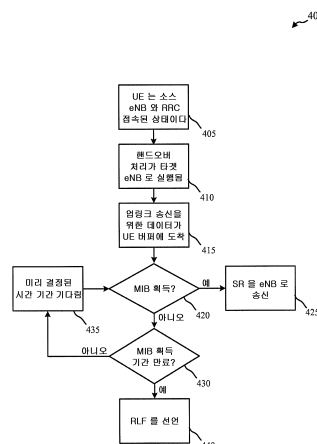 UE 는 소스
eNB 와 RRC
접속된 상태이다
405
핸드오버
처리가 타겟
eNB 로 실행됨
410
업링크 송신을
위한 데이터가
UE 버퍼에 도착
415
미리 결정된
시간 기간 기다림
435
MIB 획득?
420
예
SR 을 eNB 로
송신
425
아니오
아니오
MIB 획득
기간 만료?
430
예
RLF 를 선언